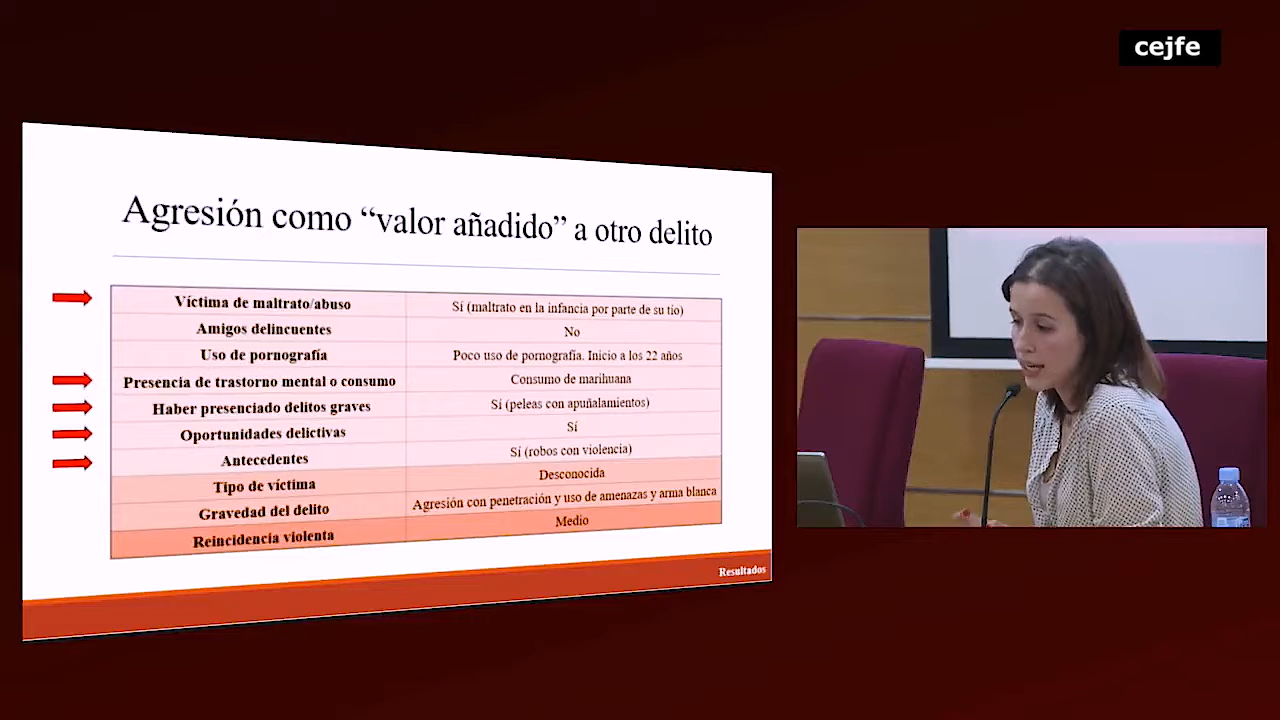 cejfe
Agresión como “valor añadido” a otro delito
Víctima de maltrato/abuso Sí (maltrato en la infancia por parte de su tío)
Amigos delincuentes No
Uso de pornografía Poco uso de pornografía. Inicio a los 22 años
Presencia de trastorno mental o consumo Consumo de marihuana
Haber presenciado delitos graves Sí (peleas con apuñalamientos)
Oportunidades delictivas Sí
Antecedentes Sí (robos con violencia)
Tipo de víctima Desconocida
Gravedad del delito Agresión con penetración y uso de amenazas y arma blanca
Reincidencia violenta Medio
Resultados